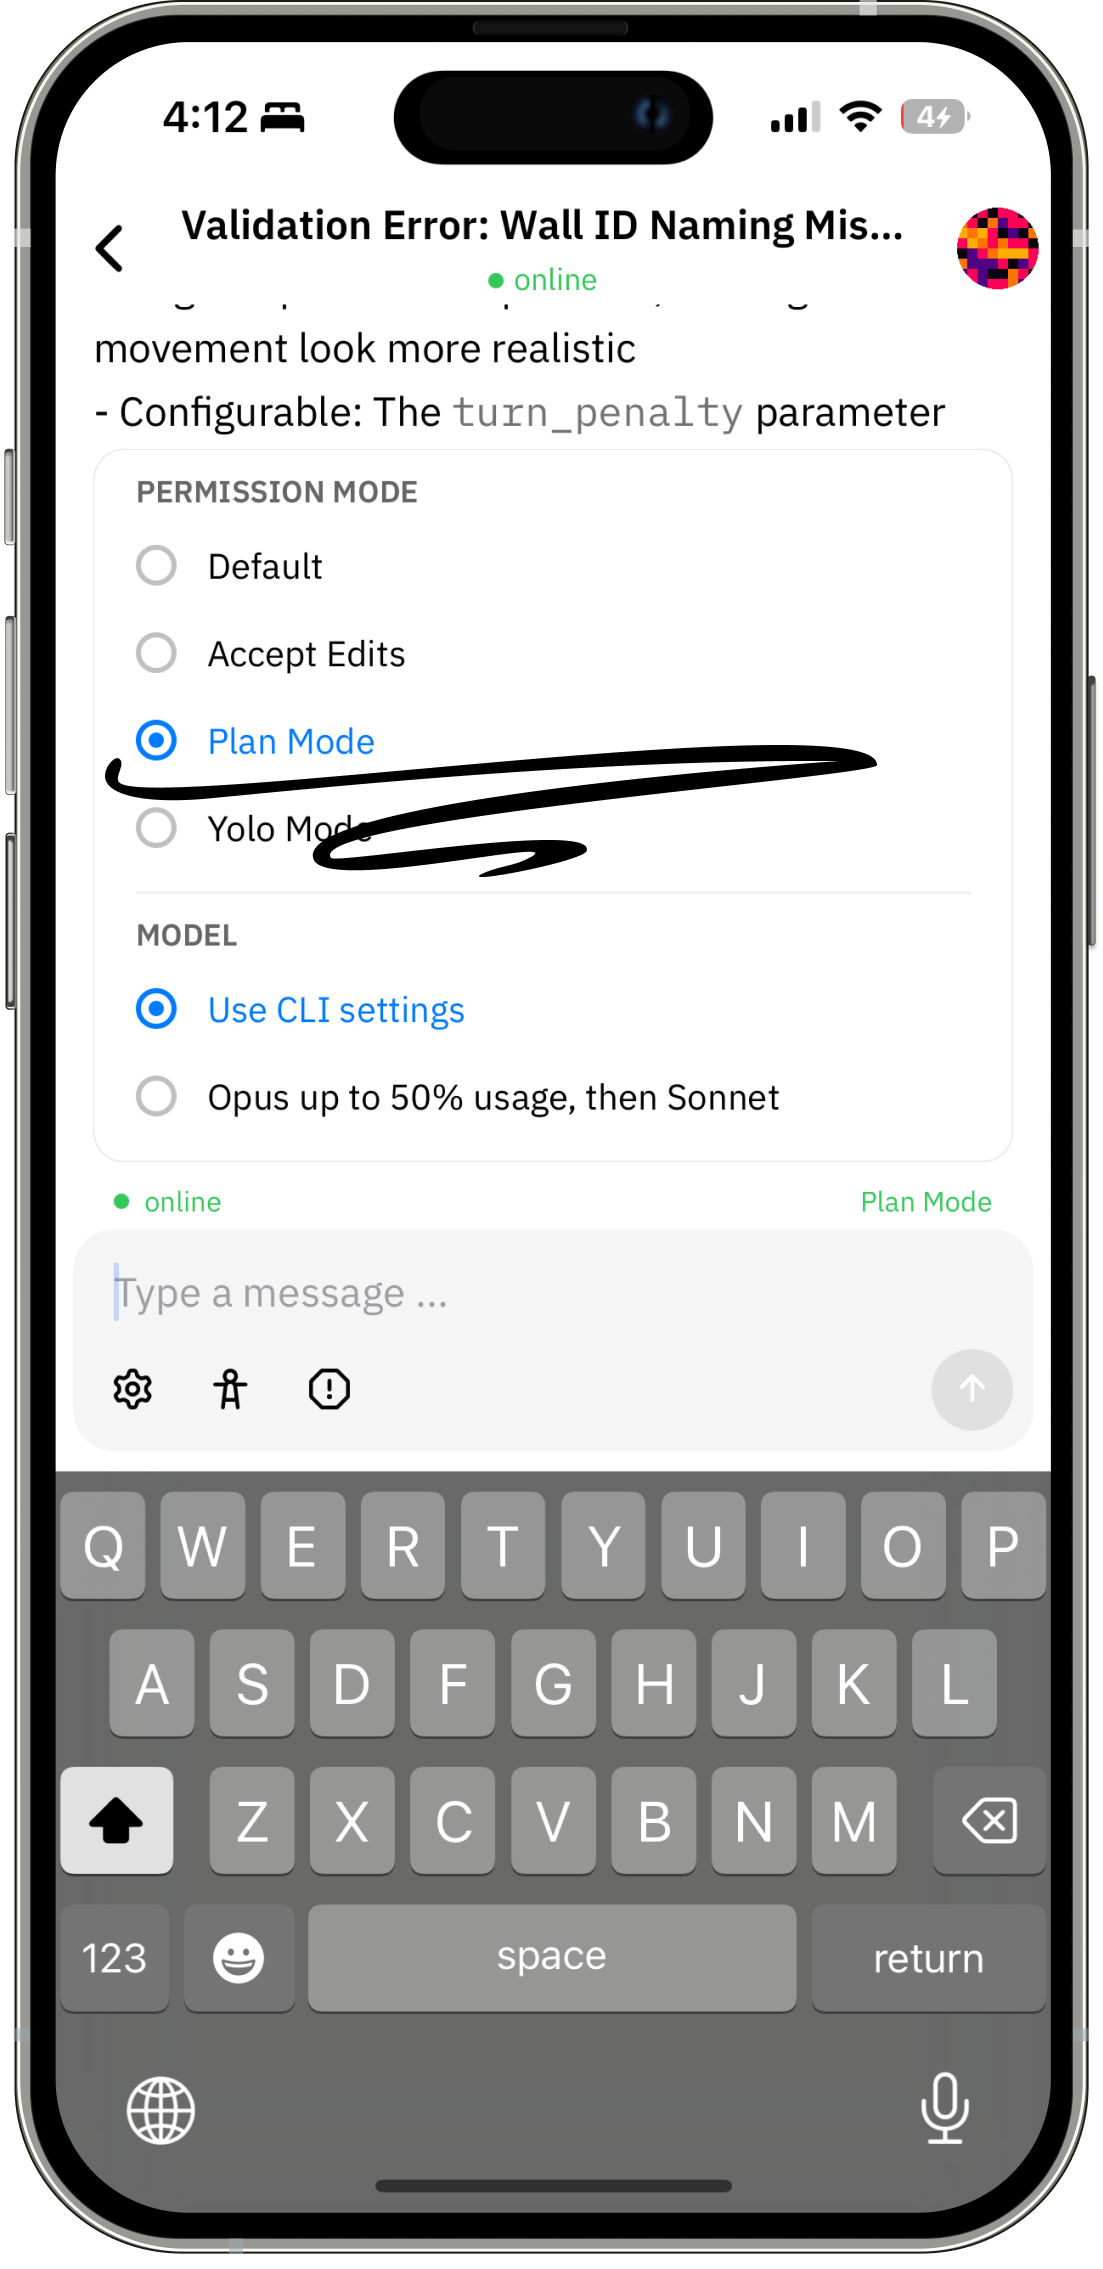 4:12
4
Validation Error: Wall ID Naming Mis...
online
movement look more realistic
- Configurable: The turn_penalty parameter
PERMISSION MODE
Default
Accept Edits
Plan Mode
Yolo Mode
MODEL
Use CLI settings
Opus up to 50% usage, then Sonnet
online Plan Mode
Type a message ...
Q W E R T Y U I O P
A S D F G H J K L
Z X C V B N M
123 space return